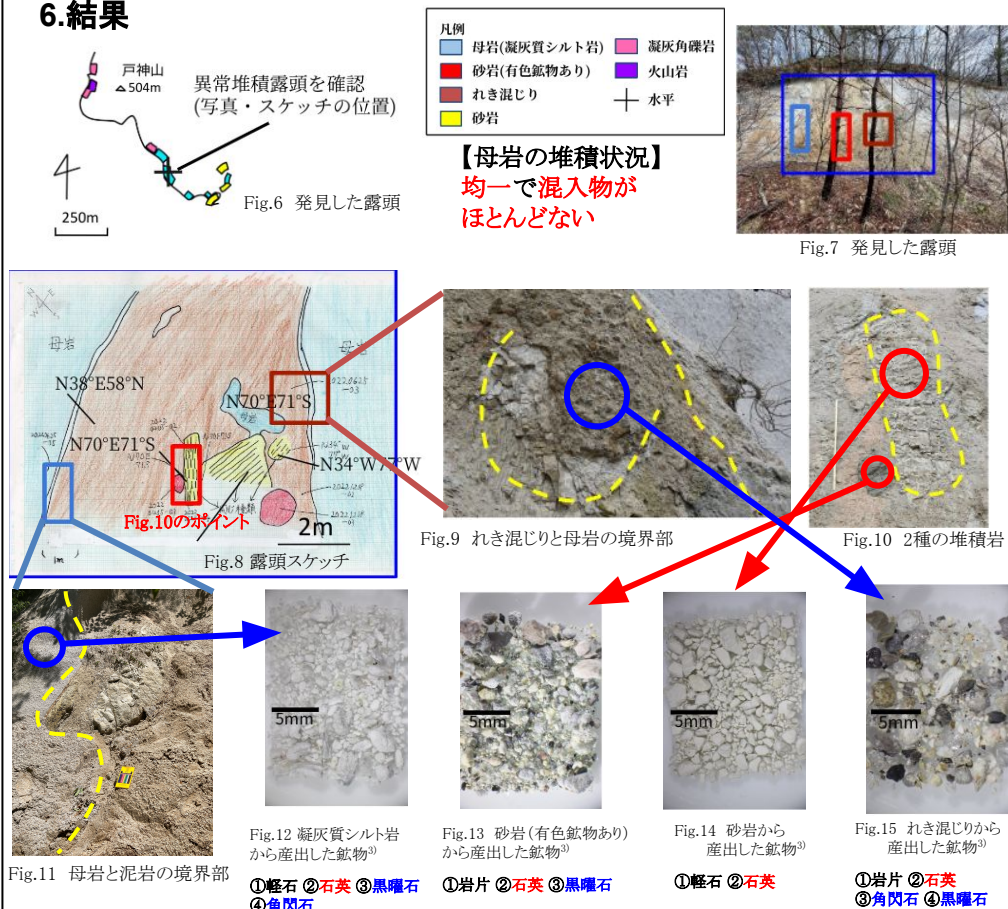 6.結果
戸神山
△504m
異常堆積露頭を確認
(写真・スケッチの位置)
250m
Fig.6 発見した露頭
凡例
母岩(凝灰質シルト岩)
凝灰角礫岩
砂岩(有色鉱物あり)
火山岩
れき混じり
水平
砂岩
【母岩の堆積状況】
均一で混入物が
ほとんどない
Fig.7 発見した露頭
母岩
母岩
N38°E58°N
2022.0625
-03
N70°E71°S
母岩
N70°E71°S
N34°W77°W
2022.1218
-01
Fig.10のポイント
2m
1m
Fig.8 露頭スケッチ
Fig.9 れき混じりと母岩の境界部
Fig.10 2種の堆積岩
Fig.11 母岩と泥岩の境界部
5mm
5mm
5mm
5mm
Fig.12 凝灰質シルト岩
から産出した鉱物3)
①軽石 ②石英 ③黒曜石
④角閃石
Fig.13 砂岩(有色鉱物あり)
から産出した鉱物3)
①岩片 ②石英 ③黒曜石
Fig.14 砂岩から
産出した鉱物3)
①軽石 ②石英
Fig.15 れき混じりから
産出した鉱物3)
①岩片 ②石英
③角閃石 ④黒曜石